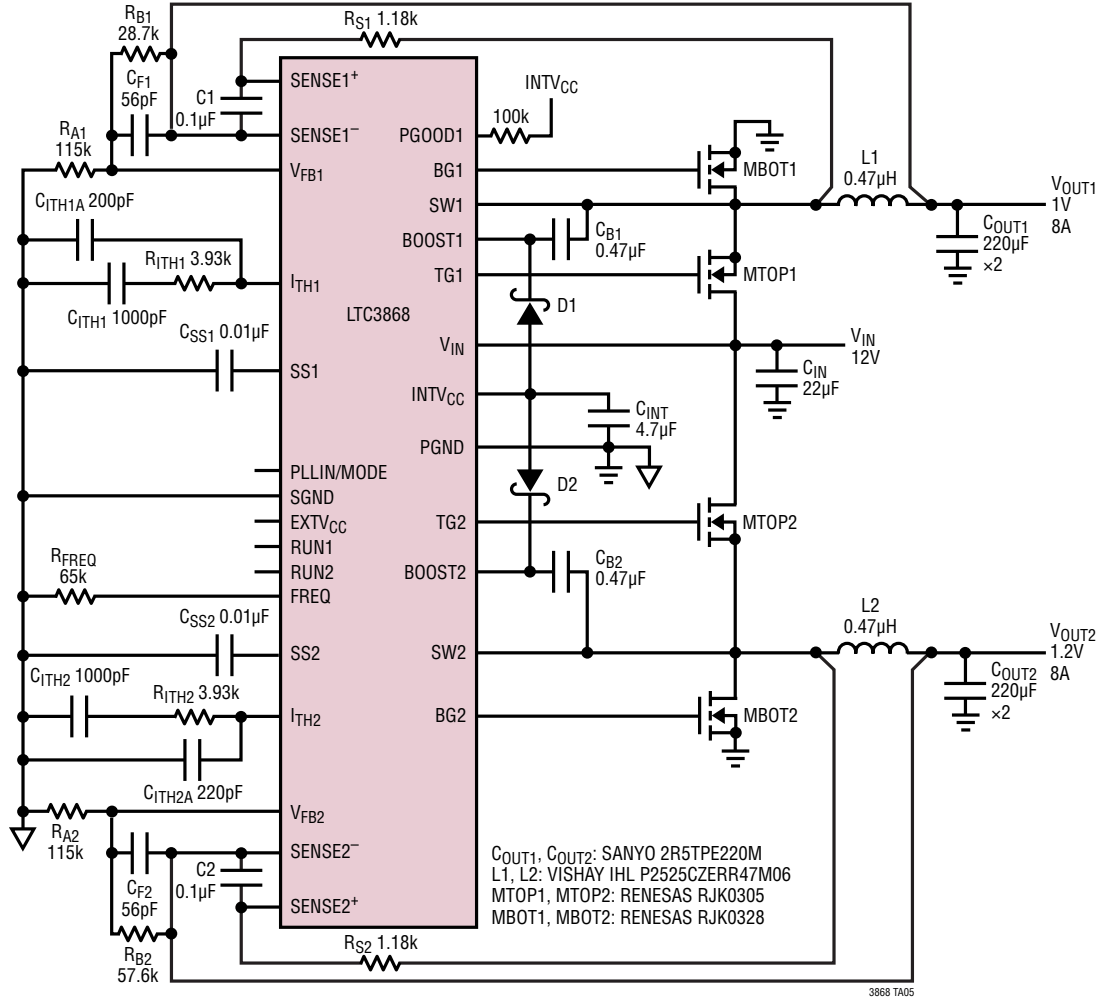 RB1
28.7k
RS1 1.18k
CF1
56pF
C1
0.1µF
RA1
115k
SENSE1+
SENSE1–
VFB1
INTVCC
100k
PGOOD1
BG1
SW1
BOOST1
TG1
MBOT1
L1
0.47µH
VOUT1
1V
8A
COUT1
220µF
×2
CB1
0.47µF
MTOP1
CITH1A 200pF
RITH1 3.93k
ITH1
CITH1 1000pF
LTC3868
D1
CSS1 0.01µF
SS1
VIN
VIN
12V
CIN
22µF
INTVCC
CINT
4.7µF
PGND
PLLIN/MODE
SGND
EXTVCC
RUN1
RUN2
FREQ
D2
TG2
MTOP2
BOOST2
CB2
0.47µF
RFREQ
65k
CSS2 0.01µF
SS2
SW2
L2
0.47µH
VOUT2
1.2V
8A
COUT2
220µF
×2
CITH2 1000pF
RITH2 3.93k
ITH2
BG2
MBOT2
CITH2A 220pF
VFB2
RA2
115k
SENSE2–
SENSE2+
C2
0.1µF
CF2
56pF
RB2
57.6k
RS2 1.18k
COUT1, COUT2: SANYO 2R5TPE220M
L1, L2: VISHAY IHL P2525CZERR47M06
MTOP1, MTOP2: RENESAS RJK0305
MBOT1, MBOT2: RENESAS RJK0328
3868 TA05